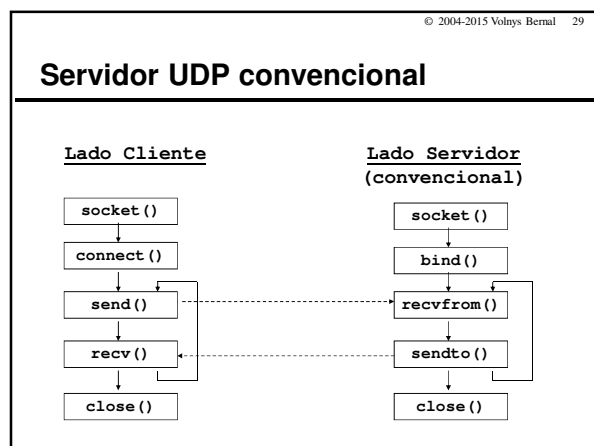 © 2004-2015 Volnys Bernal 29
Servidor UDP convencional
Lado Cliente
socket()
connect()
send()
recv()
close()
Lado Servidor
(convencional)
socket()
bind()
recvfrom()
sendto()
close()